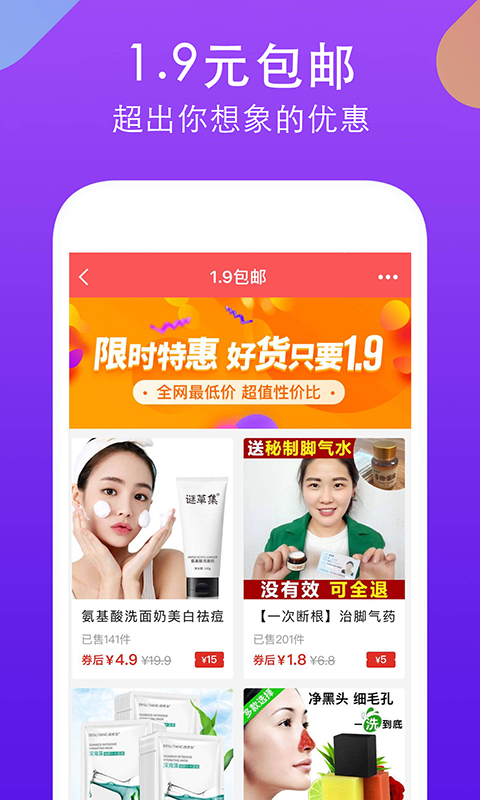 1.9元包邮
超出你想象的优惠
1.9包邮
限时特惠 好货只要1.9
全网最低价 超值性价比
谜草集
氨基酸洗面奶美白祛痘
已售141件
券后¥4.9 ¥19.9
¥15
送秘制脚气水
没有效 可全退
【一次断根】治脚气药
已售201件
券后¥1.8 ¥6.8
¥5
多款选择
净黑头 细毛孔
一洗到底